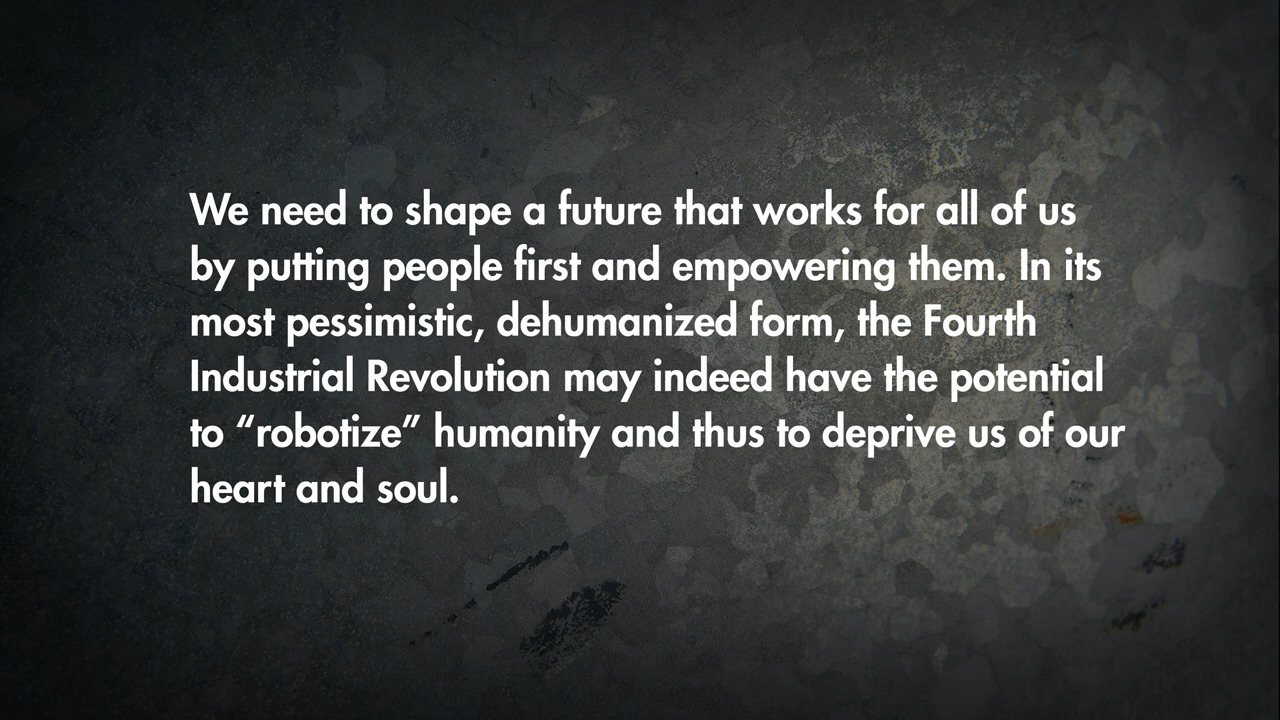 We need to shape a future that works for all of us
by putting people first and empowering them. In its
most pessimistic, dehumanized form, the Fourth
Industrial Revolution may indeed have the potential
to “robotize” humanity and thus to deprive us of our
heart and soul.